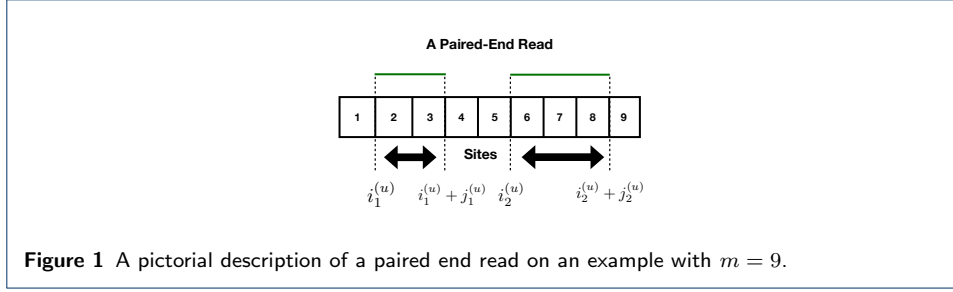 A Paired-End Read
1 2 3 4 5 6 7 8 9
Sites
i_1^{(u)} i_1^{(u)} + j_1^{(u)} i_2^{(u)} i_2^{(u)} + j_2^{(u)}
Figure 1 A pictorial description of a paired end read on an example with m = 9.